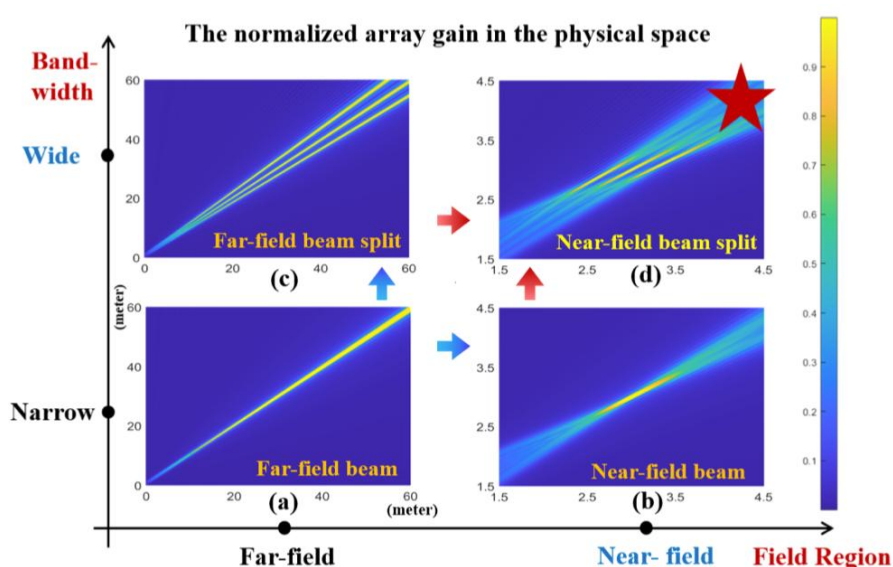 The normalized array gain in the physical space
Band-
width
Wide
Narrow
60
40
20
0
0
20
40
60
Far-field beam split
(c)
4.5
3.5
2.5
1.5
1.5
2.5
3.5
4.5
Near-field beam split
(d)
(meter)
60
40
20
0
0
20
40
60
Far-field beam
(a)
(meter)
4.5
3.5
2.5
1.5
1.5
2.5
3.5
4.5
Near-field beam
(b)
0.9
0.8
0.7
0.6
0.5
0.4
0.3
0.2
0.1
Far-field
Near- field
Field Region